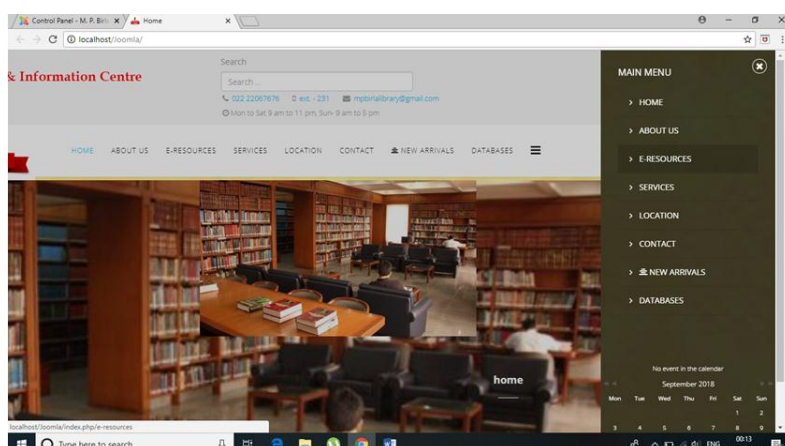 Control Panel - M. P. Birla
Home
localhost/Joomla/
& Information Centre
Search
Search ...
022 22067676 ext. - 231 mpbirlalibrary@gmail.com
Mon to Sat 9 am to 11 pm, Sun- 9 am to 6 pm
HOME ABOUT US E-RESOURCES SERVICES LOCATION CONTACT NEW ARRIVALS DATABASES
home
MAIN MENU
> HOME
> ABOUT US
> E-RESOURCES
> SERVICES
> LOCATION
> CONTACT
> NEW ARRIVALS
> DATABASES
No event in the calendar
September 2018
Mon Tue Wed Thu Fri Sat Sun
1 2
3 4 5 6 7 8 9
localhost/Joomla/index.php/e-resources
Type here to search
ENG
00:13